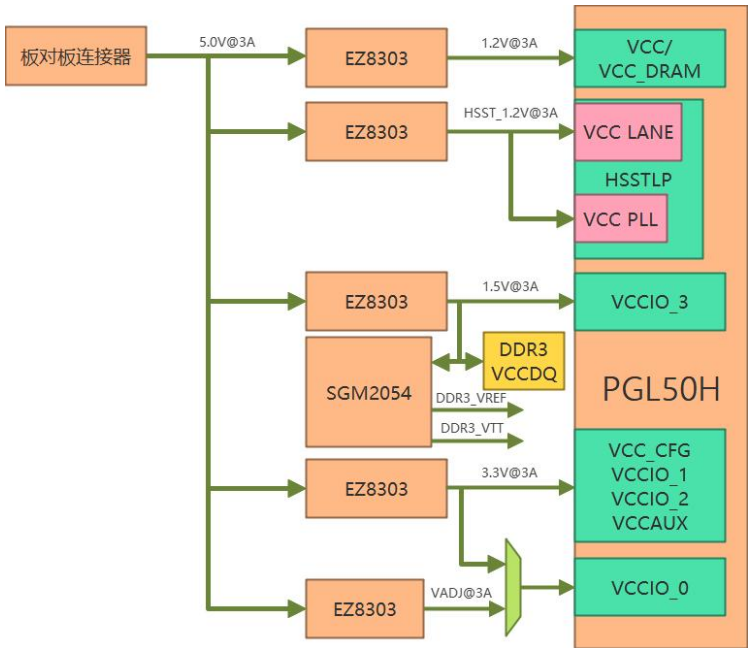 板对板连接器
5.0V@3A
EZ8303
1.2V@3A
VCC/
VCC_DRAM
EZ8303
HSST_1.2V@3A
VCC LANE
HSSTLP
VCC PLL
EZ8303
1.5V@3A
VCCIO_3
SGM2054
DDR3
VCCDQ
DDR3_VREF
DDR3_VTT
PGL50H
EZ8303
3.3V@3A
VCC_CFG
VCCIO_1
VCCIO_2
VCCAUX
EZ8303
VADJ@3A
VCCIO_0